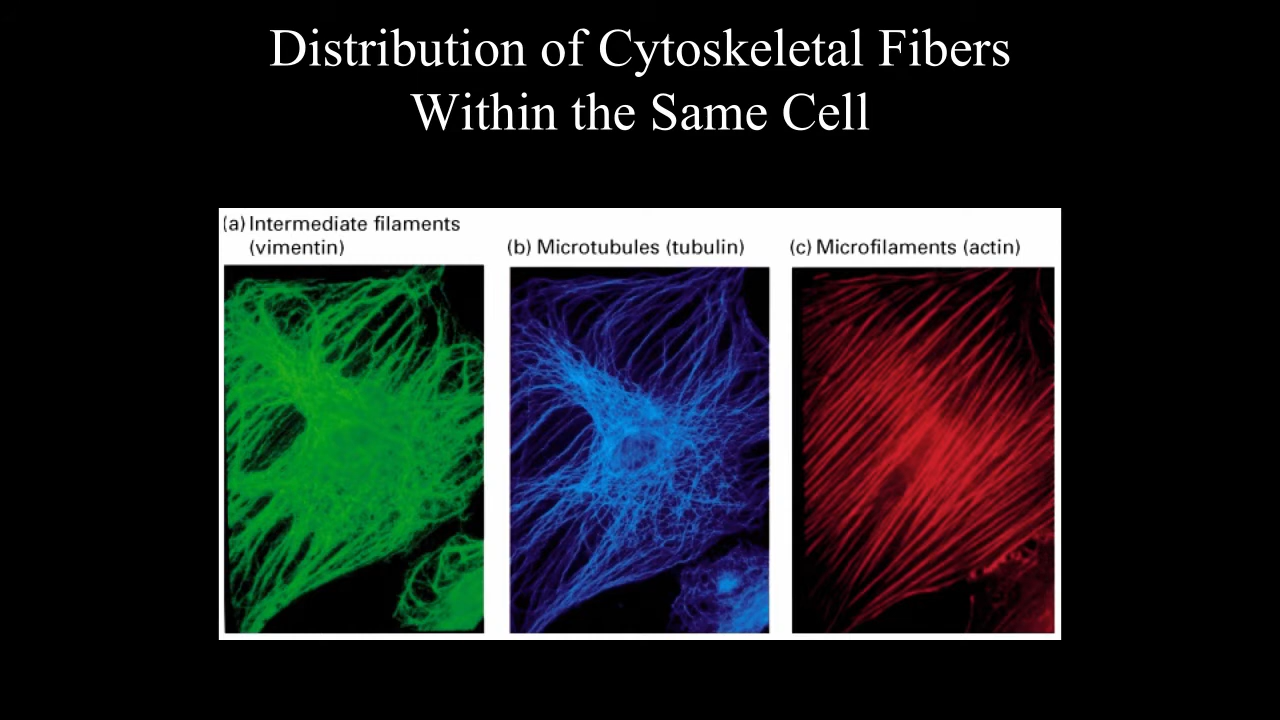 Distribution of Cytoskeletal Fibers
Within the Same Cell
(a) Intermediate filaments
(vimentin)
(b) Microtubules (tubulin)
(c) Microfilaments (actin)